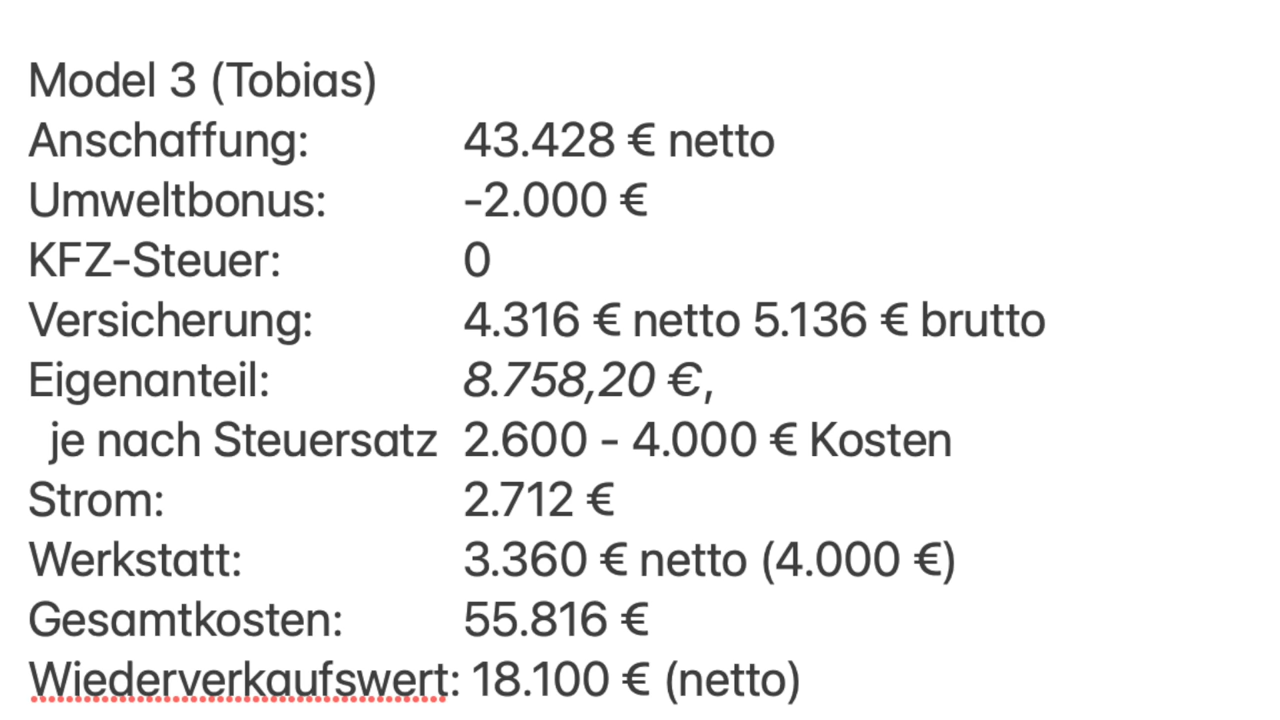 Model 3 (Tobias)
Anschaffung: 43.428 € netto
Umweltbonus: -2.000 €
KFZ-Steuer: 0
Versicherung: 4.316 € netto 5.136 € brutto
Eigenanteil: 8.758,20 €,
je nach Steuersatz 2.600 - 4.000 € Kosten
Strom: 2.712 €
Werkstatt: 3.360 € netto (4.000 €)
Gesamtkosten: 55.816 €
Wiederverkaufswert: 18.100 € (netto)